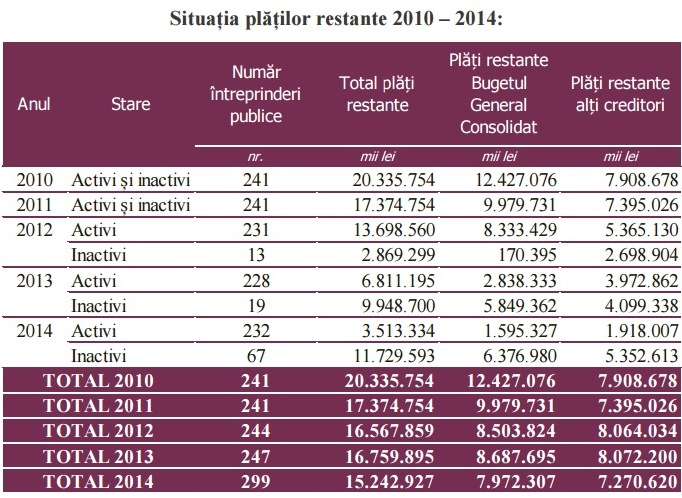 Situația plăților restante 2010 – 2014:
Anul Stare Număr întreprinderi publice Total plăți restante Plăți restante Bugetul General Consolidat Plăți restante alți creditori
nr. mii lei mii lei mii lei
2010 Activi și inactivi 241 20.335.754 12.427.076 7.908.678
2011 Activi și inactivi 241 17.374.754 9.979.731 7.395.026
2012 Activi 231 13.698.560 8.333.429 5.365.130
Inactivi 13 2.869.299 170.395 2.698.904
2013 Activi 228 6.811.195 2.838.333 3.972.862
Inactivi 19 9.948.700 5.849.362 4.099.338
2014 Activi 232 3.513.334 1.595.327 1.918.007
Inactivi 67 11.729.593 6.376.980 5.352.613
TOTAL 2010 241 20.335.754 12.427.076 7.908.678
TOTAL 2011 241 17.374.754 9.979.731 7.395.026
TOTAL 2012 244 16.567.859 8.503.824 8.064.034
TOTAL 2013 247 16.759.895 8.687.695 8.072.200
TOTAL 2014 299 15.242.927 7.972.307 7.270.620